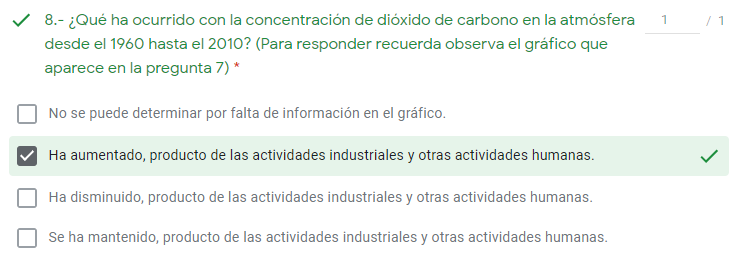 8.- ¿Qué ha ocurrido con la concentración de dióxido de carbono en la atmósfera 1 / 1
desde el 1960 hasta el 2010? (Para responder recuerda observa el gráfico que
aparece en la pregunta 7) *
No se puede determinar por falta de información en el gráfico.
Ha aumentado, producto de las actividades industriales y otras actividades humanas.
Ha disminuido, producto de las actividades industriales y otras actividades humanas.
Se ha mantenido, producto de las actividades industriales y otras actividades humanas.